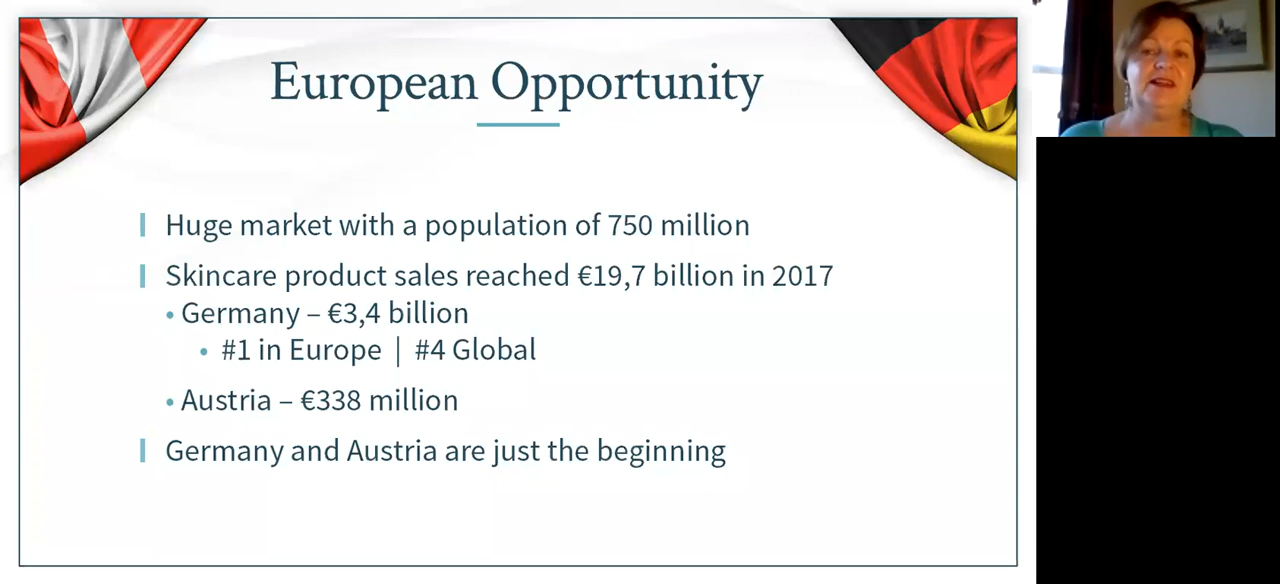 European Opportunity
Huge market with a population of 750 million
Skincare product sales reached €19,7 billion in 2017
• Germany – €3,4 billion
• #1 in Europe | #4 Global
• Austria – €338 million
Germany and Austria are just the beginning